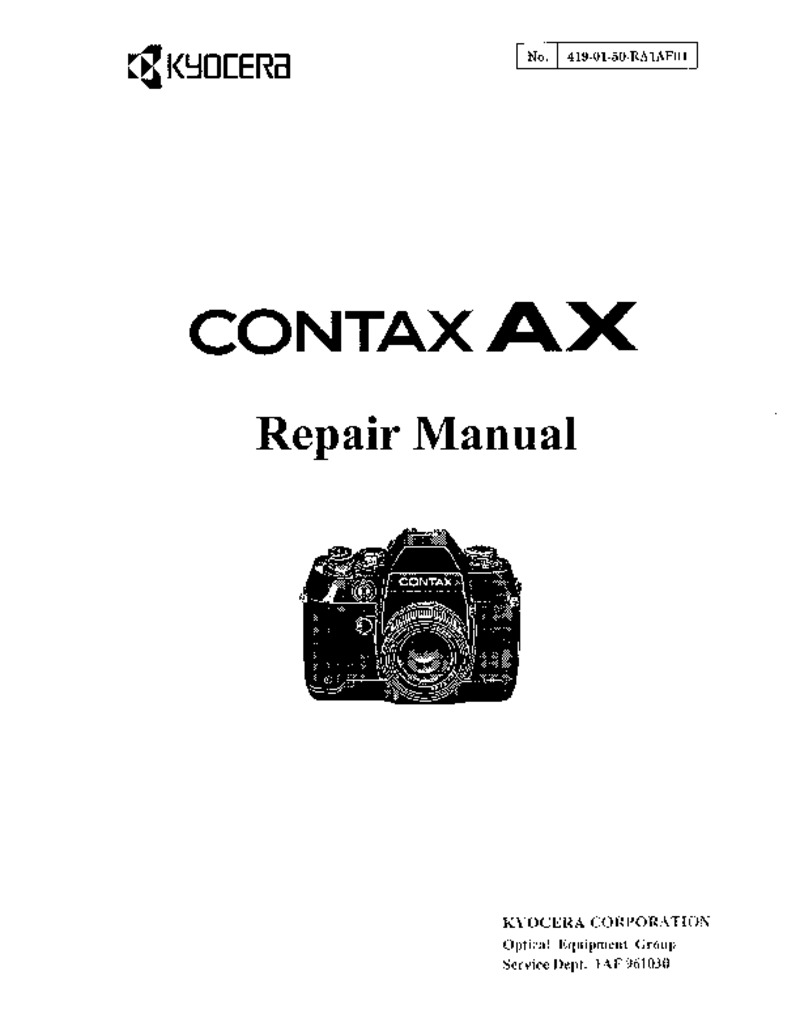 KYOCERA
No. 419-01-50-RA1AF01
CONTAX AX
Repair Manual
CONTAX
KYOCERA CORPORATION
Optical Equipment Group
Service Dept. 1AF 961030